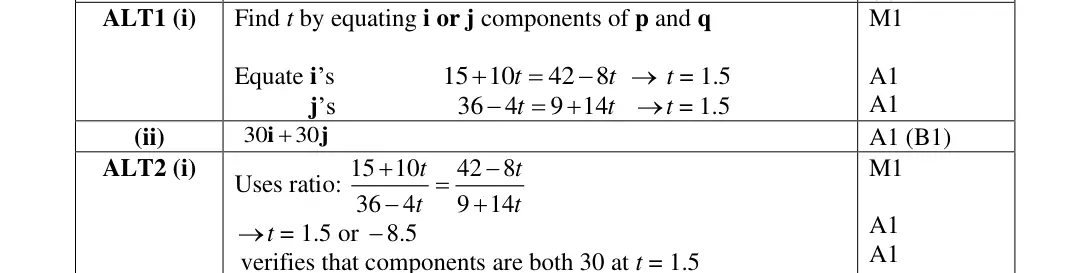 ALT1 (i) Find t by equating i or j components of p and q M1
Equate i's 15+10t = 42−8t → t = 1.5 A1
j's 36−4t = 9+14t →t = 1.5 A1
(ii) 30i+30j A1 (B1)
ALT2 (i) Uses ratio: (15+10t)/(36−4t) = (42−8t)/(9+14t) M1
→t = 1.5 or −8.5 A1
verifies that components are both 30 at t = 1.5 A1